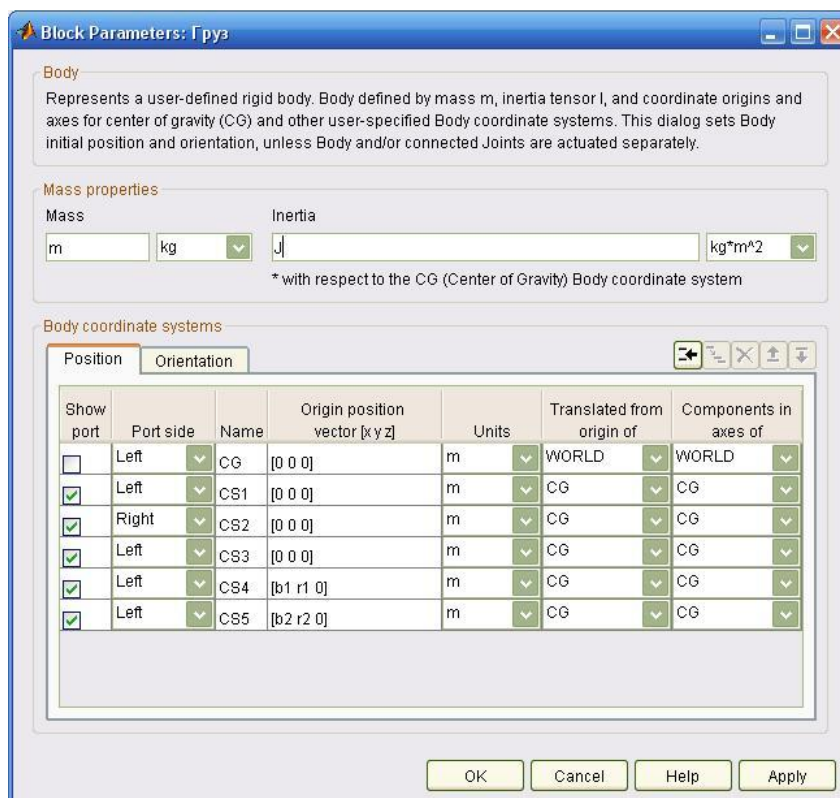 Block Parameters: Груз
Body
Represents a user-defined rigid body. Body defined by mass m, inertia tensor I, and coordinate origins and
axes for center of gravity (CG) and other user-specified Body coordinate systems. This dialog sets Body
initial position and orientation, unless Body and/or connected Joints are actuated separately.
Mass properties
Mass Inertia
m kg J kg*m^2
* with respect to the CG (Center of Gravity) Body coordinate system
Body coordinate systems
Position Orientation
Show port Port side Name Origin position vector [x y z] Units Translated from origin of Components in axes of
Left CG [0 0 0] m WORLD WORLD
Left CS1 [0 0 0] m CG CG
Right CS2 [0 0 0] m CG CG
Left CS3 [0 0 0] m CG CG
Left CS4 [b1 r1 0] m CG CG
Left CS5 [b2 r2 0] m CG CG
OK Cancel Help Apply